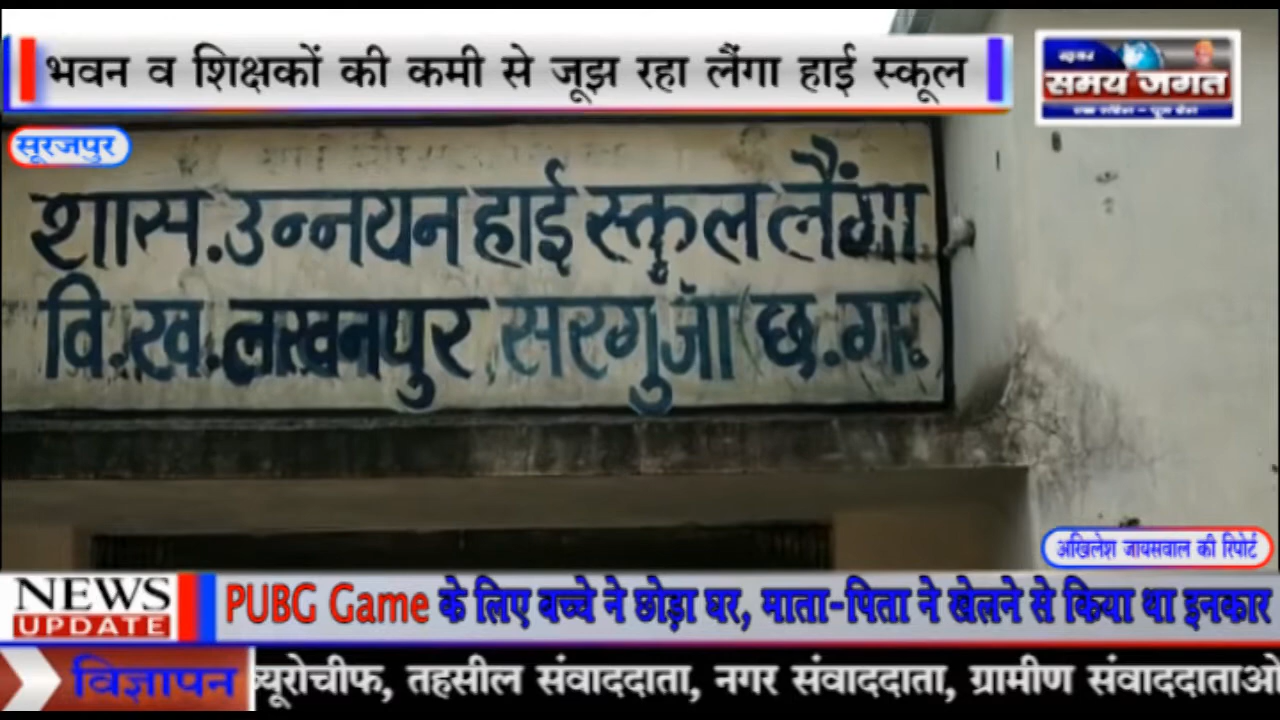 भवन व शिक्षकों की कमी से जूझ रहा लैंगा हाई स्कूल
समय जगत
सूरजपुर
शास.उन्नयन हाई स्कूल लैंगा
वि.ख.लखनपुर सरगुजा (छ.ग.)
अखिलेश जायसवाल की रिपोर्ट
NEWS
UPDATE
PUBG Game के लिए बच्चे ने छोड़ा घर, माता-पिता ने खेलने से किया था इनकार
विज्ञापन
ब्यूरोचीफ, तहसील संवाददाता, नगर संवाददाता, ग्रामीण संवाददाताओ